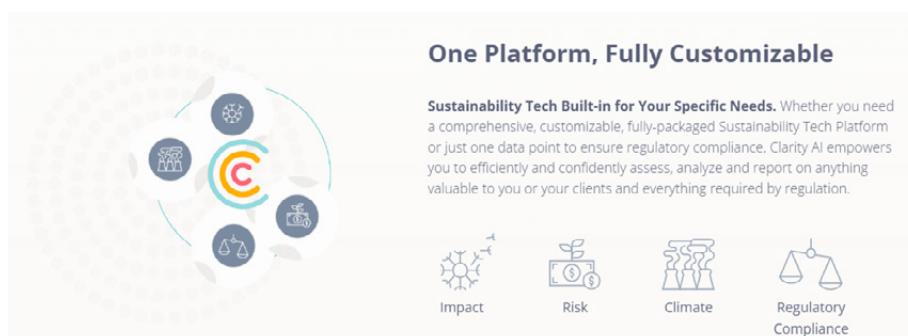 One Platform, Fully Customizable
Sustainability Tech Built-in for Your Specific Needs. Whether you need
a comprehensive, customizable, fully-packaged Sustainability Tech Platform
or just one data point to ensure regulatory compliance. Clarity AI empowers
you to efficiently and confidently assess, analyze and report on anything
valuable to you or your clients and everything required by regulation.
Impact
Risk
Climate
Regulatory
Compliance